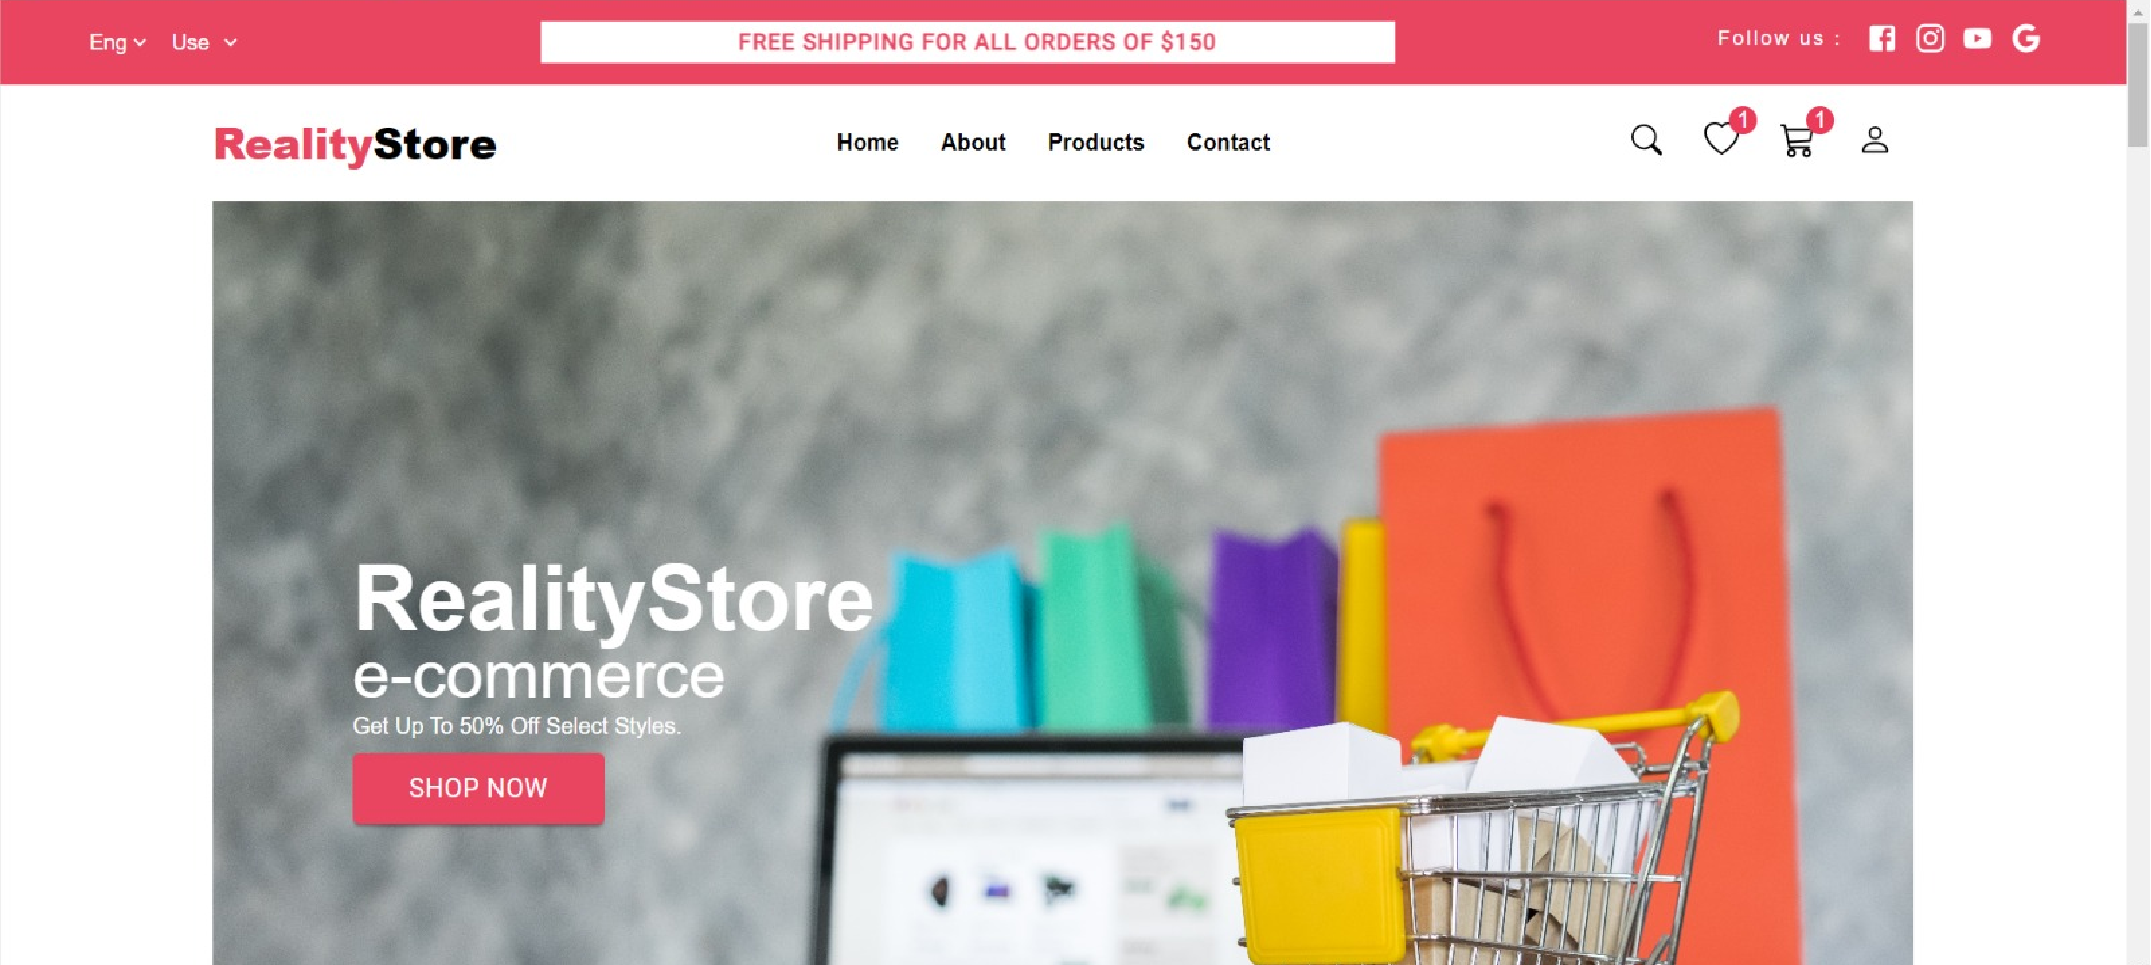 Eng Use
FREE SHIPPING FOR ALL ORDERS OF $150
Follow us :
RealityStore
Home About Products Contact
1 1
RealityStore
e-commerce
Get Up To 50% Off Select Styles.
SHOP NOW